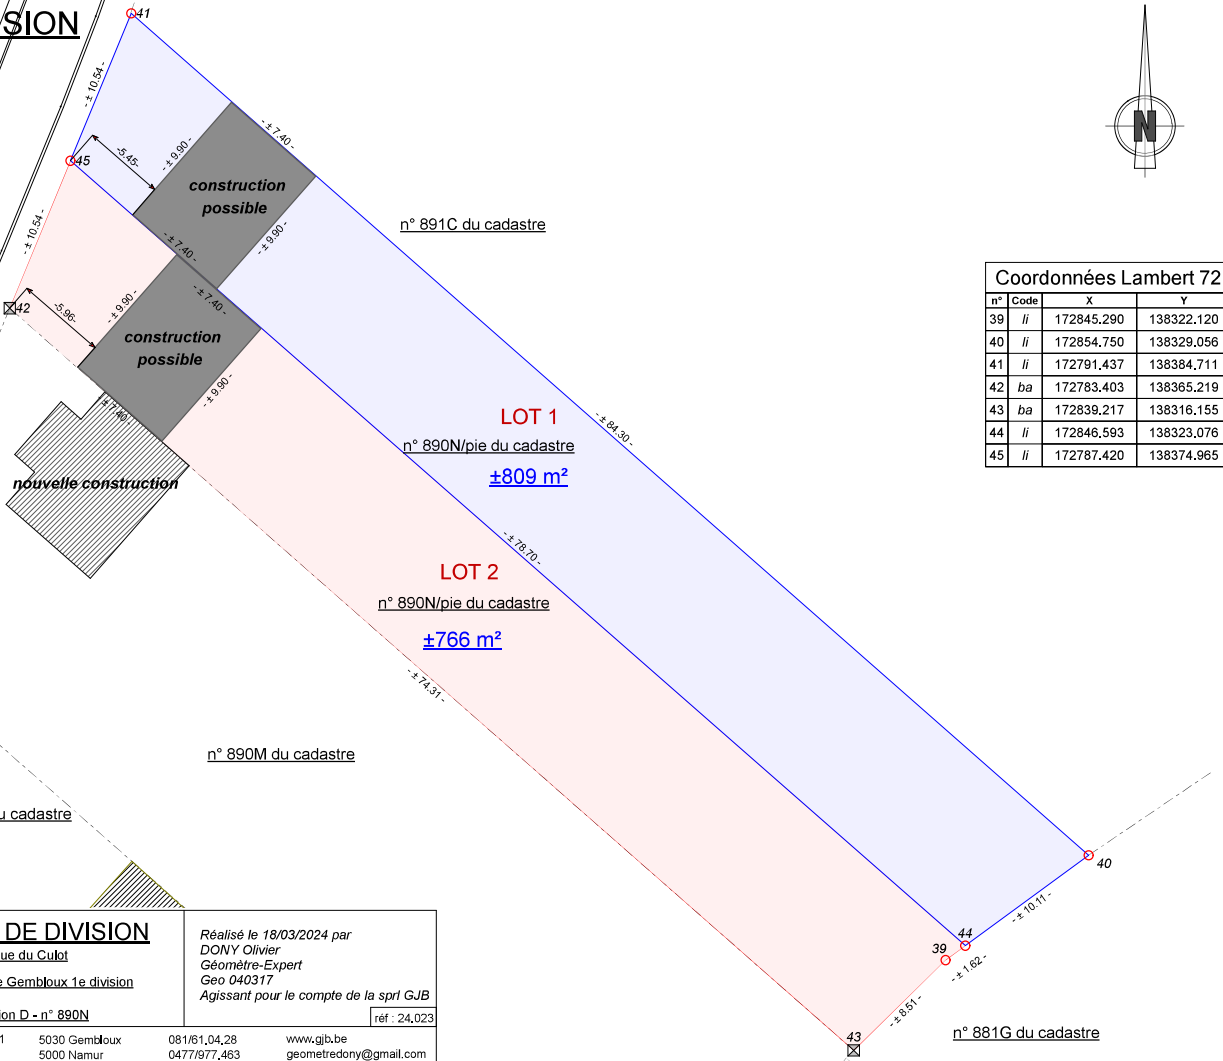 SION
41
- ± 10.54 -
- ± 7.40 -
-5.45-
- ± 9.90 -
45
construction
possible
N
n° 891C du cadastre
- ± 9.90 -
- ± 10.54 -
- ± 7.40 -
- ± 7.40 -
42
-5.96-
- ± 9.90 -
construction
possible
- ± 9.90 -
± 7.40 -
nouvelle construction
Coordonnées Lambert 72
n° Code X Y
39 li 172845.290 138322.120
40 li 172854.750 138329.056
41 li 172791.437 138384.711
42 ba 172783.403 138365.219
43 ba 172839.217 138316.155
44 li 172846.593 138323.076
45 li 172787.420 138374.965
LOT 1
n° 890N/pie du cadastre
±809 m²
- ± 84.30 -
- ± 78.70 -
LOT 2
n° 890N/pie du cadastre
±766 m²
- ± 74.31 -
n° 890M du cadastre
u cadastre
40
- ± 10.11 -
44
39
- ± 1.62 -
- ± 8.51 -
43
n° 881G du cadastre
DE DIVISION
ue du Culot
e Gembloux 1e division
ion D - n° 890N
Réalisé le 18/03/2024 par
DONY Olivier
Géomètre-Expert
Geo 040317
Agissant pour le compte de la sprl GJB
réf : 24.023
1 5030 Gembloux 081/61.04.28 www.gjb.be
5000 Namur 0477/977.463 geometredony@gmail.com